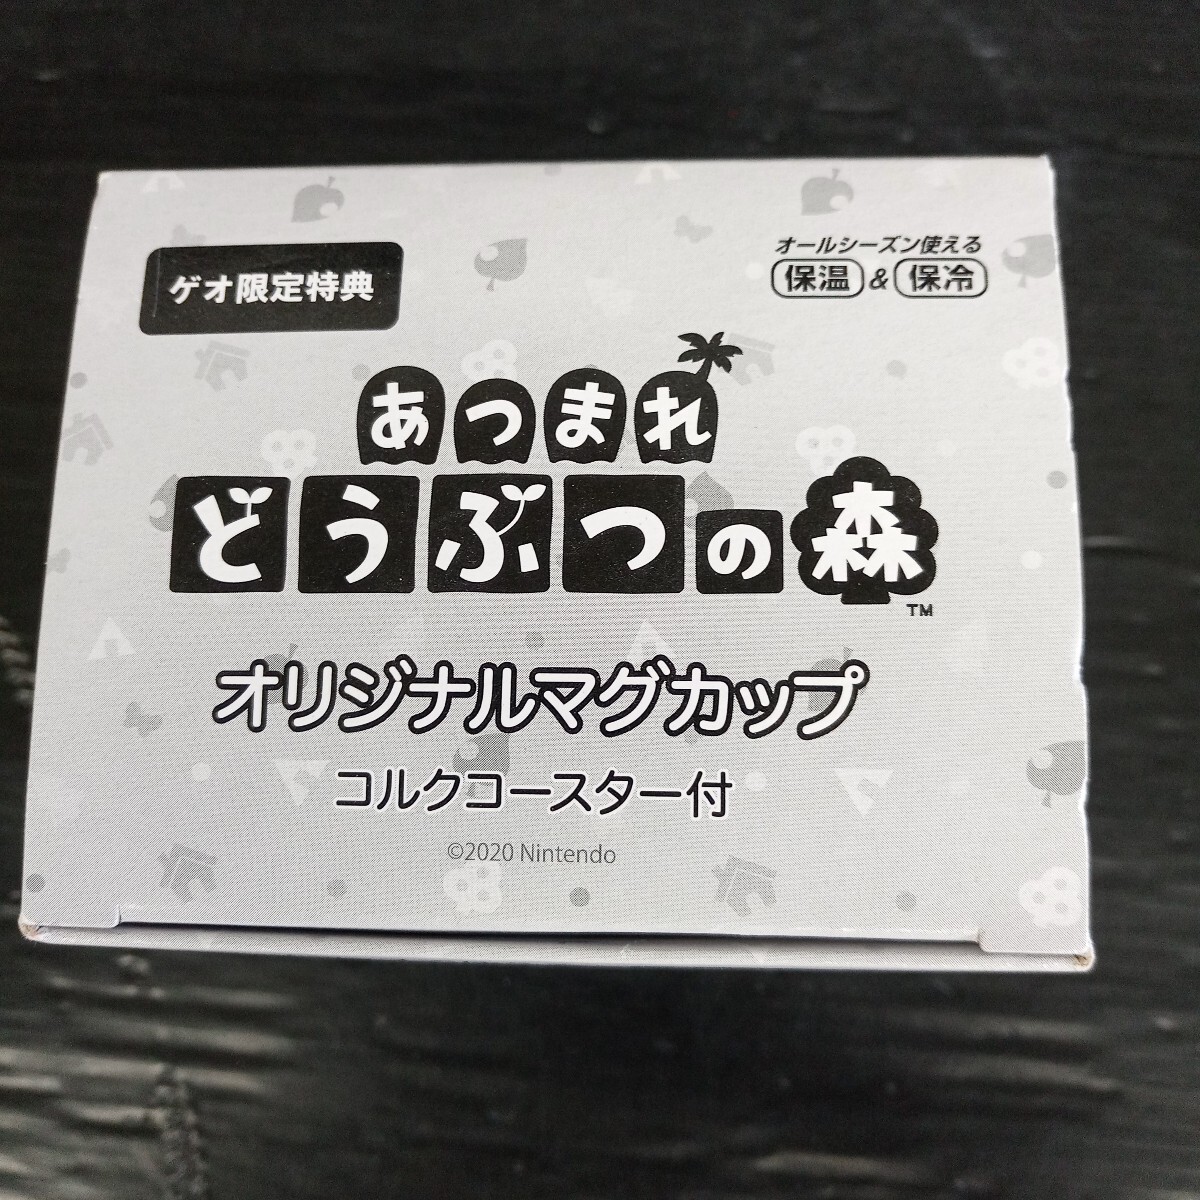 ゲオ限定特典
オールシーズン使える
保温&保冷
あつまれ
どうぶつの森
TM
オリジナルマグカップ
コルクコースター付
©2020 Nintendo